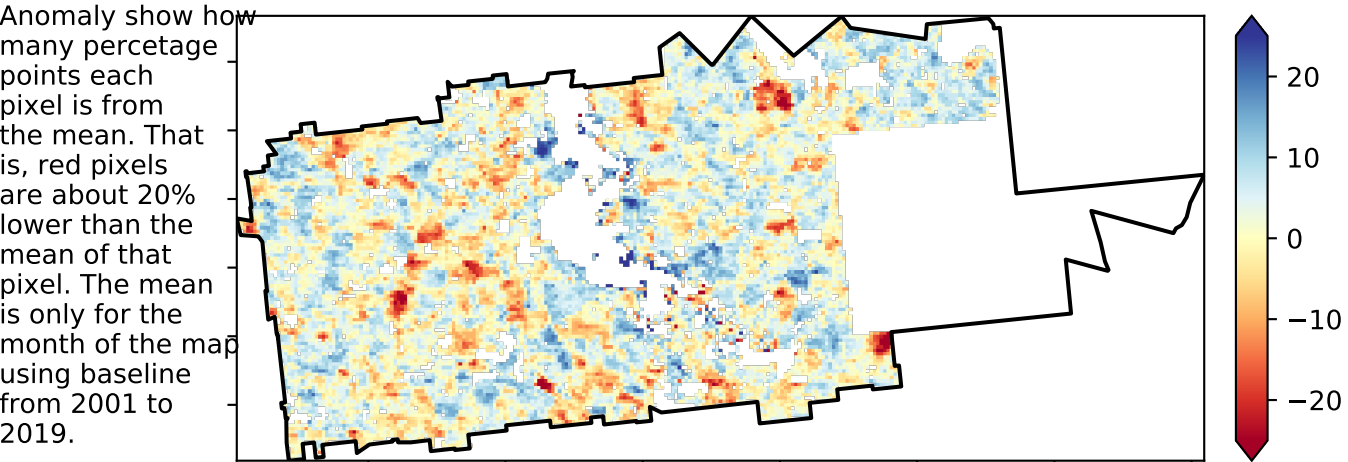 Anomaly show how
many percetage
points each
pixel is from
the mean. That
is, red pixels
are about 20%
lower than the
mean of that
pixel. The mean
is only for the
month of the map
using baseline
from 2001 to
2019.
20
10
0
−10
−20